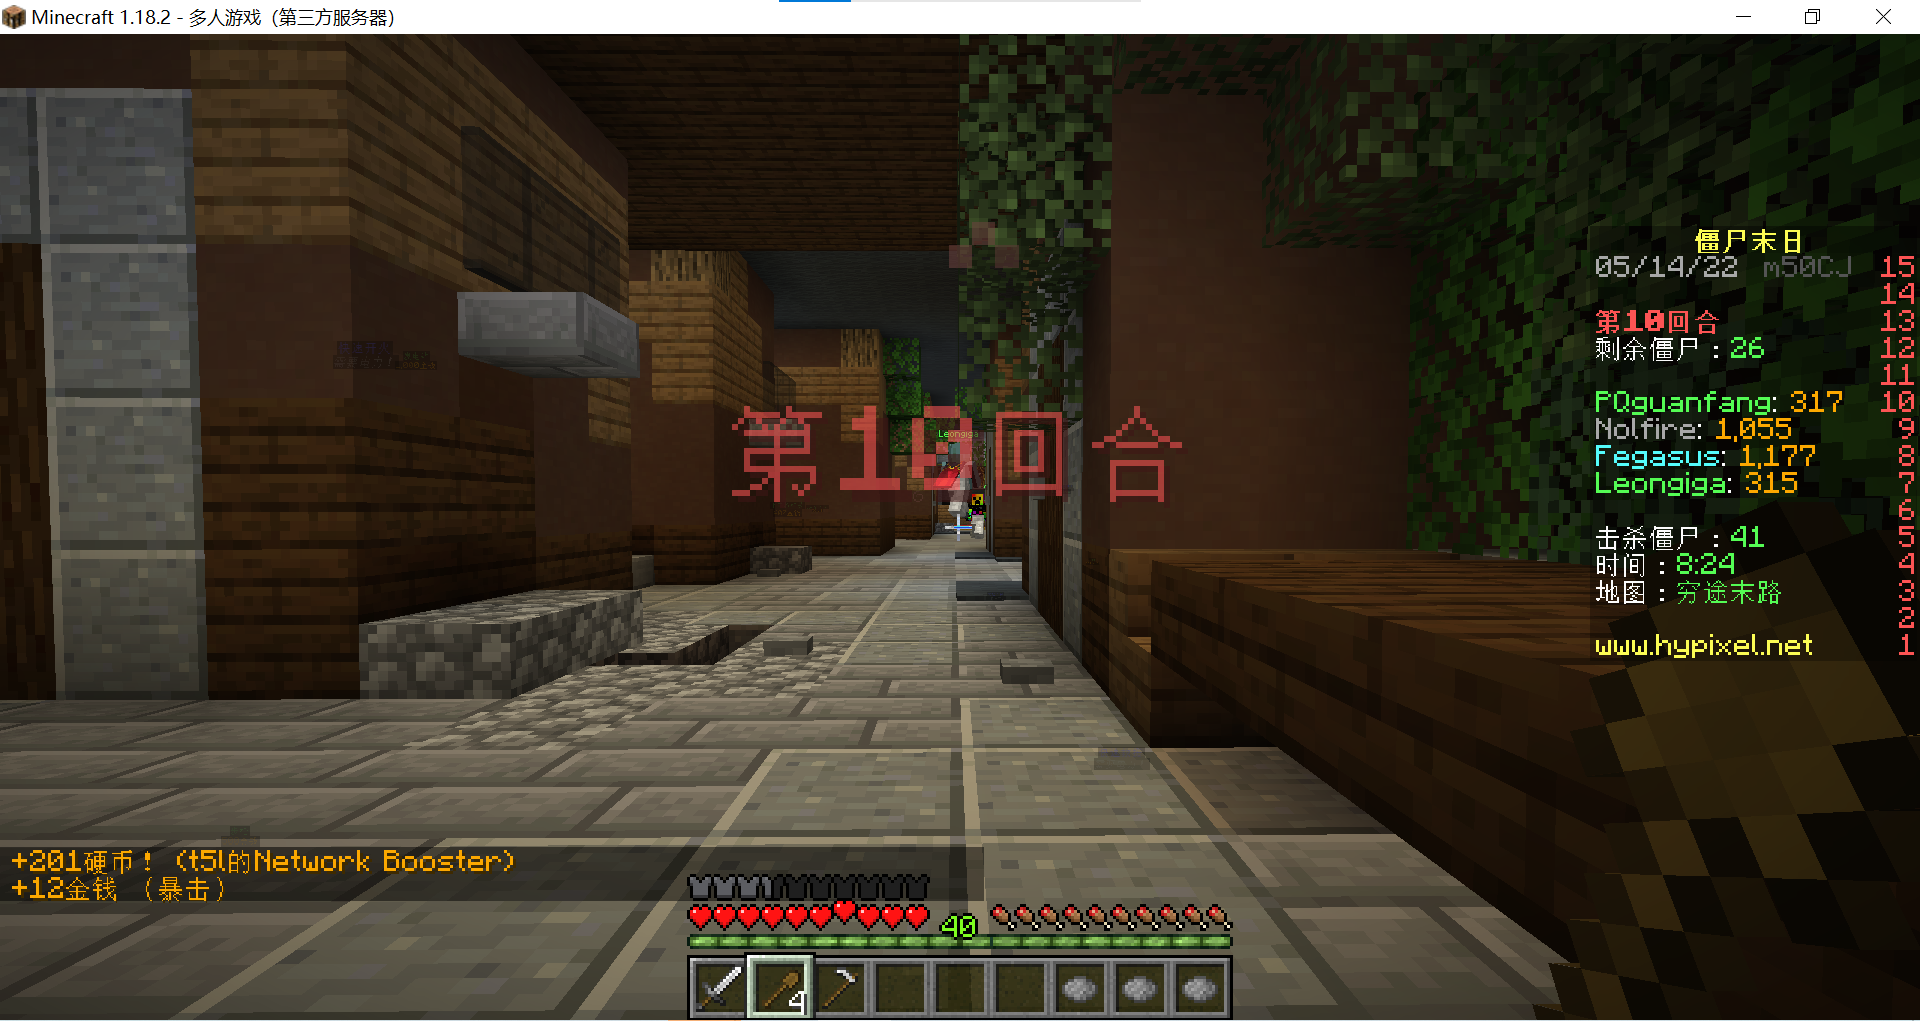 Minecraft 1.18.2 - 多人游戏（第三方服务器）
僵尸末日
05/14/22 m50CJ 15
14
第10回合 13
剩余僵尸：26 12
11
PQguanfang: 317 10
Nolfire: 1,055 9
Fegasus: 1,177 8
Leongiga: 315 7
6
击杀僵尸：41 5
时间：8:24 4
地图：穷途末路 3
2
www.hypixel.net 1
第10回合
Leongiga
+201硬币！（t5l的Network Booster）
+12金钱 （暴击）
40
4